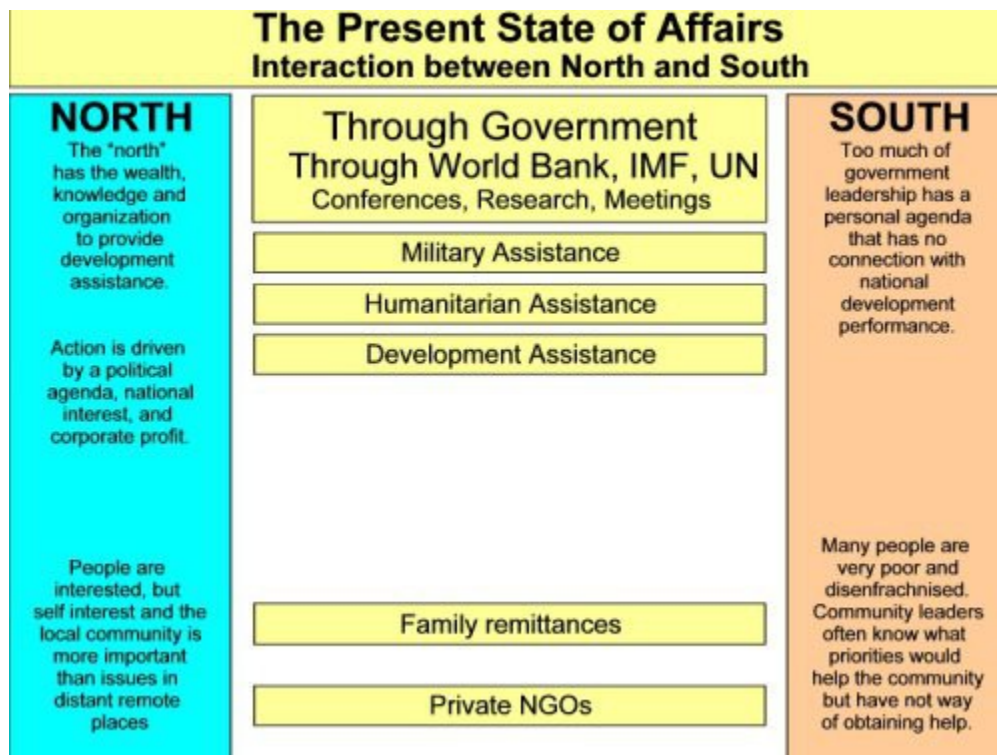 The Present State of Affairs
Interaction between North and South
NORTH
The "north"
has the wealth,
knowledge and
organization
to provide
development
assistance.
Action is driven
by a political
agenda, national
interest, and
corporate profit.
People are
interested, but
self interest and the
local community is
more important
than issues in
distant remote
places
Through Government
Through World Bank, IMF, UN
Conferences, Research, Meetings
Military Assistance
Humanitarian Assistance
Development Assistance
Family remittances
Private NGOs
SOUTH
Too much of
government
leadership has a
personal agenda
that has no
connection with
national
development
performance.
Many people are
very poor and
disenfrachnised.
Community leaders
often know what
priorities would
help the community
but have not way
of obtaining help.